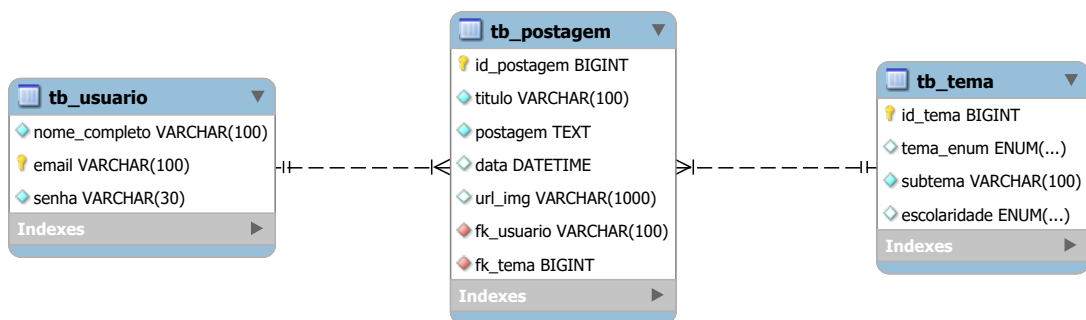 tb_usuario
nome_completo VARCHAR(100)
email VARCHAR(100)
senha VARCHAR(30)
Indexes
tb_postagem
id_postagem BIGINT
titulo VARCHAR(100)
postagem TEXT
data DATETIME
url_img VARCHAR(1000)
fk_usuario VARCHAR(100)
fk_tema BIGINT
Indexes
tb_tema
id_tema BIGINT
tema_enum ENUM(...)
subtema VARCHAR(100)
escolaridade ENUM(...)
Indexes